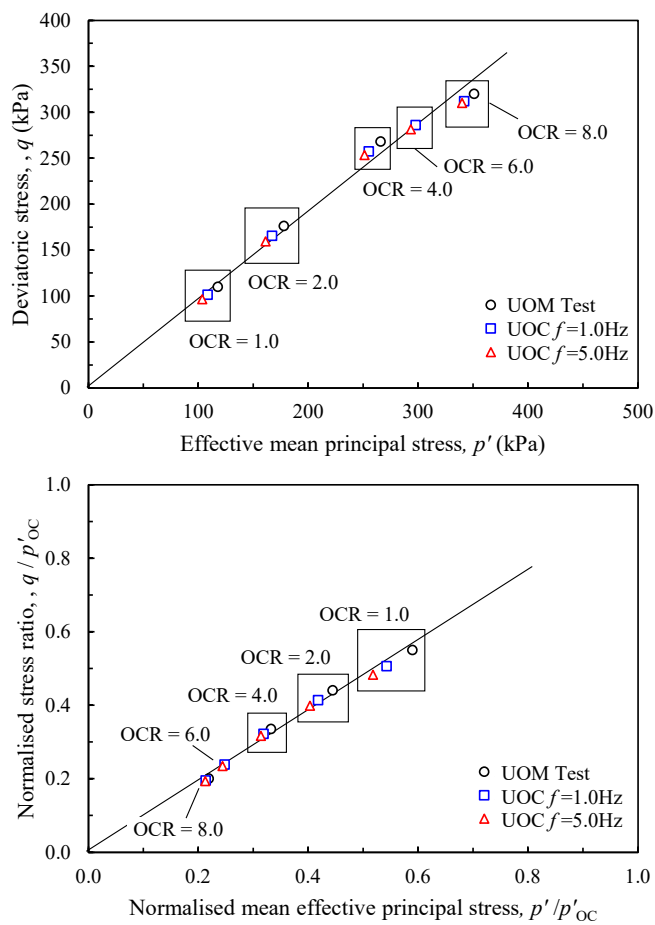 400
350
300
250
200
150
100
50
0
Deviatoric stress, , q (kPa)
OCR = 8.0
OCR = 6.0
OCR = 4.0
OCR = 2.0
OCR = 1.0
UOM Test
UOC f=1.0Hz
UOC f=5.0Hz
0 100 200 300 400 500
Effective mean principal stress, p′ (kPa)
1.0
0.8
0.6
0.4
0.2
0.0
Normalised stress ratio, , q / p′OC
OCR = 1.0
OCR = 2.0
OCR = 4.0
OCR = 6.0
OCR = 8.0
UOM Test
UOC f=1.0Hz
UOC f=5.0Hz
0.0 0.2 0.4 0.6 0.8 1.0
Normalised mean effective principal stress, p′/p′OC